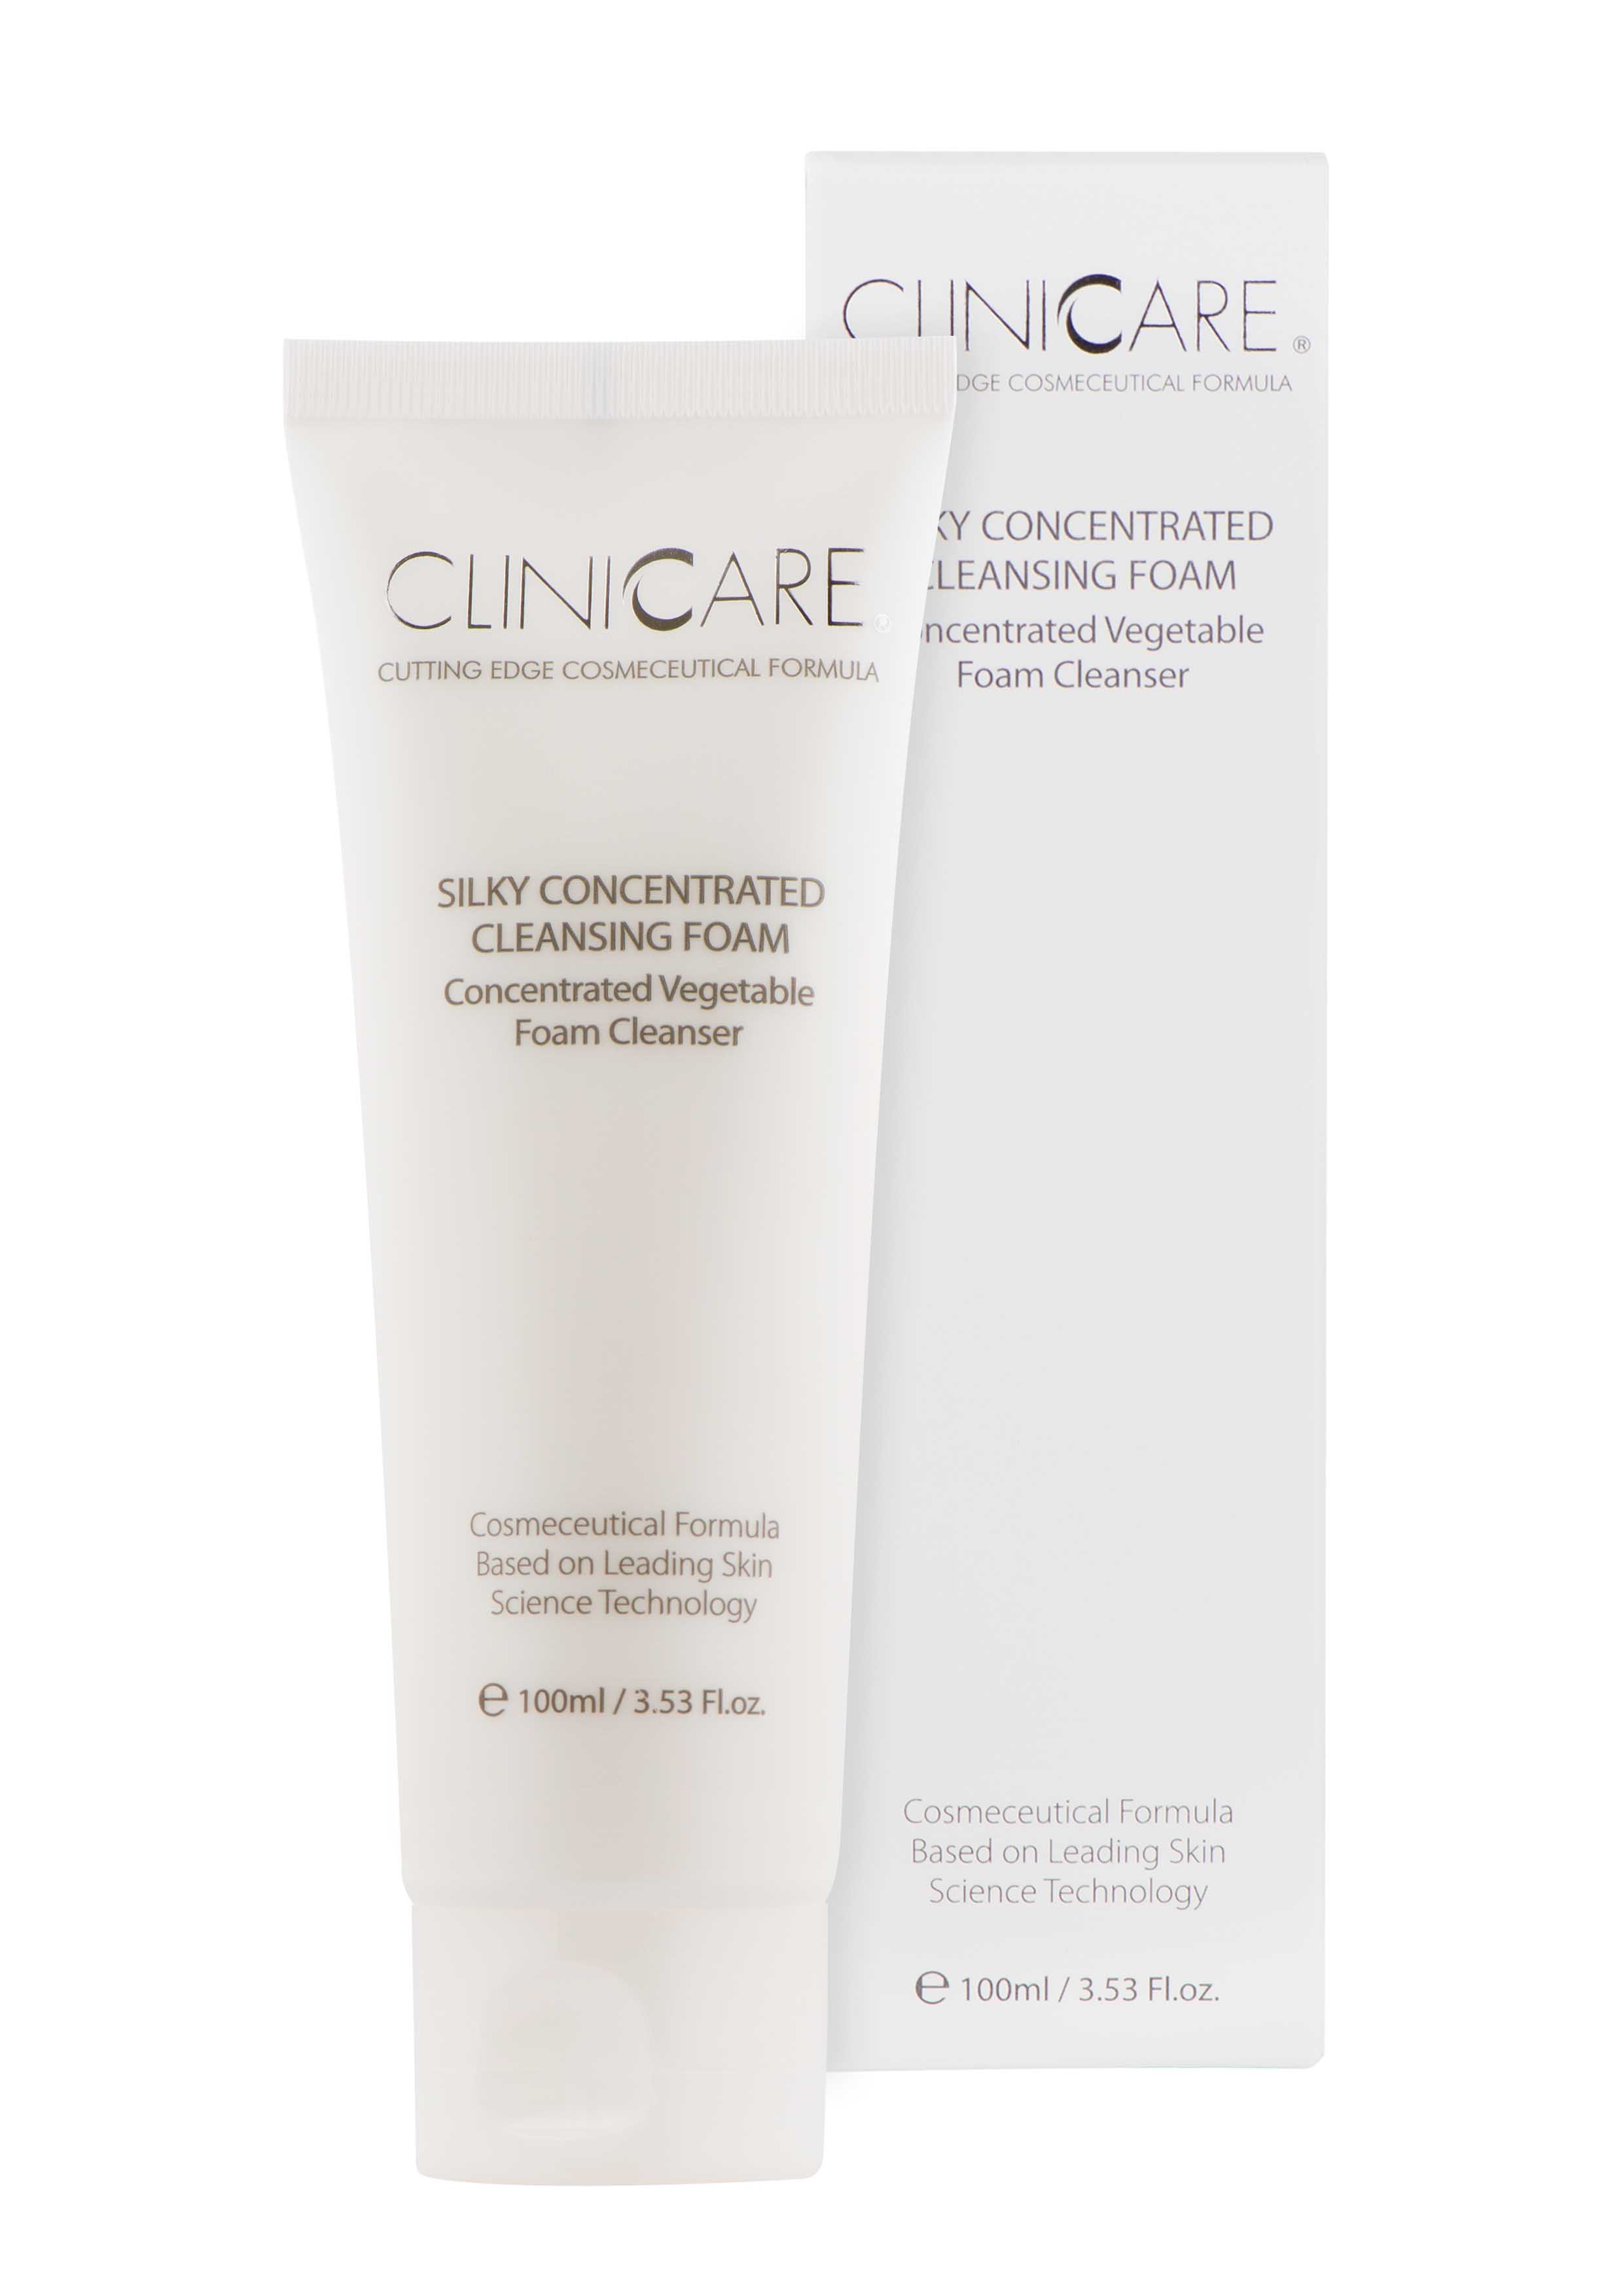 CLINICARE®
CUTTING EDGE COSMECEUTICAL FORMULA
SILKY CONCENTRATED
CLEANSING FOAM
Concentrated Vegetable
Foam Cleanser
Cosmeceutical Formula
Based on Leading Skin
Science Technology
℮ 100ml / 3.53 Fl.oz.
CLINICARE®
DGE COSMECEUTICAL FORMULA
KY CONCENTRATED
CLEANSING FOAM
ncentrated Vegetable
Foam Cleanser
Cosmeceutical Formula
Based on Leading Skin
Science Technology
℮ 100ml / 3.53 Fl.oz.